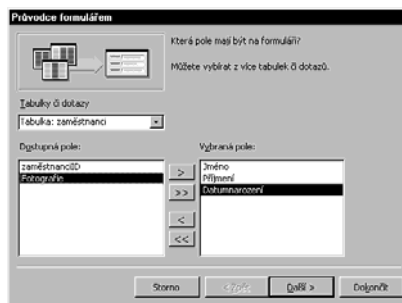 Průvodce formulářem
Která pole mají být na formuláři?
Můžete vybírat z více tabulek či dotazů.
Tabulky či dotazy
Tabulka: zaměstnanci
Dostupná pole:
Vybraná pole:
zaměstnanciID
Fotografie
>
>>
<
<<
Jméno
Příjmení
Datumnarození
Storno
< Zpět
Další >
Dokončit